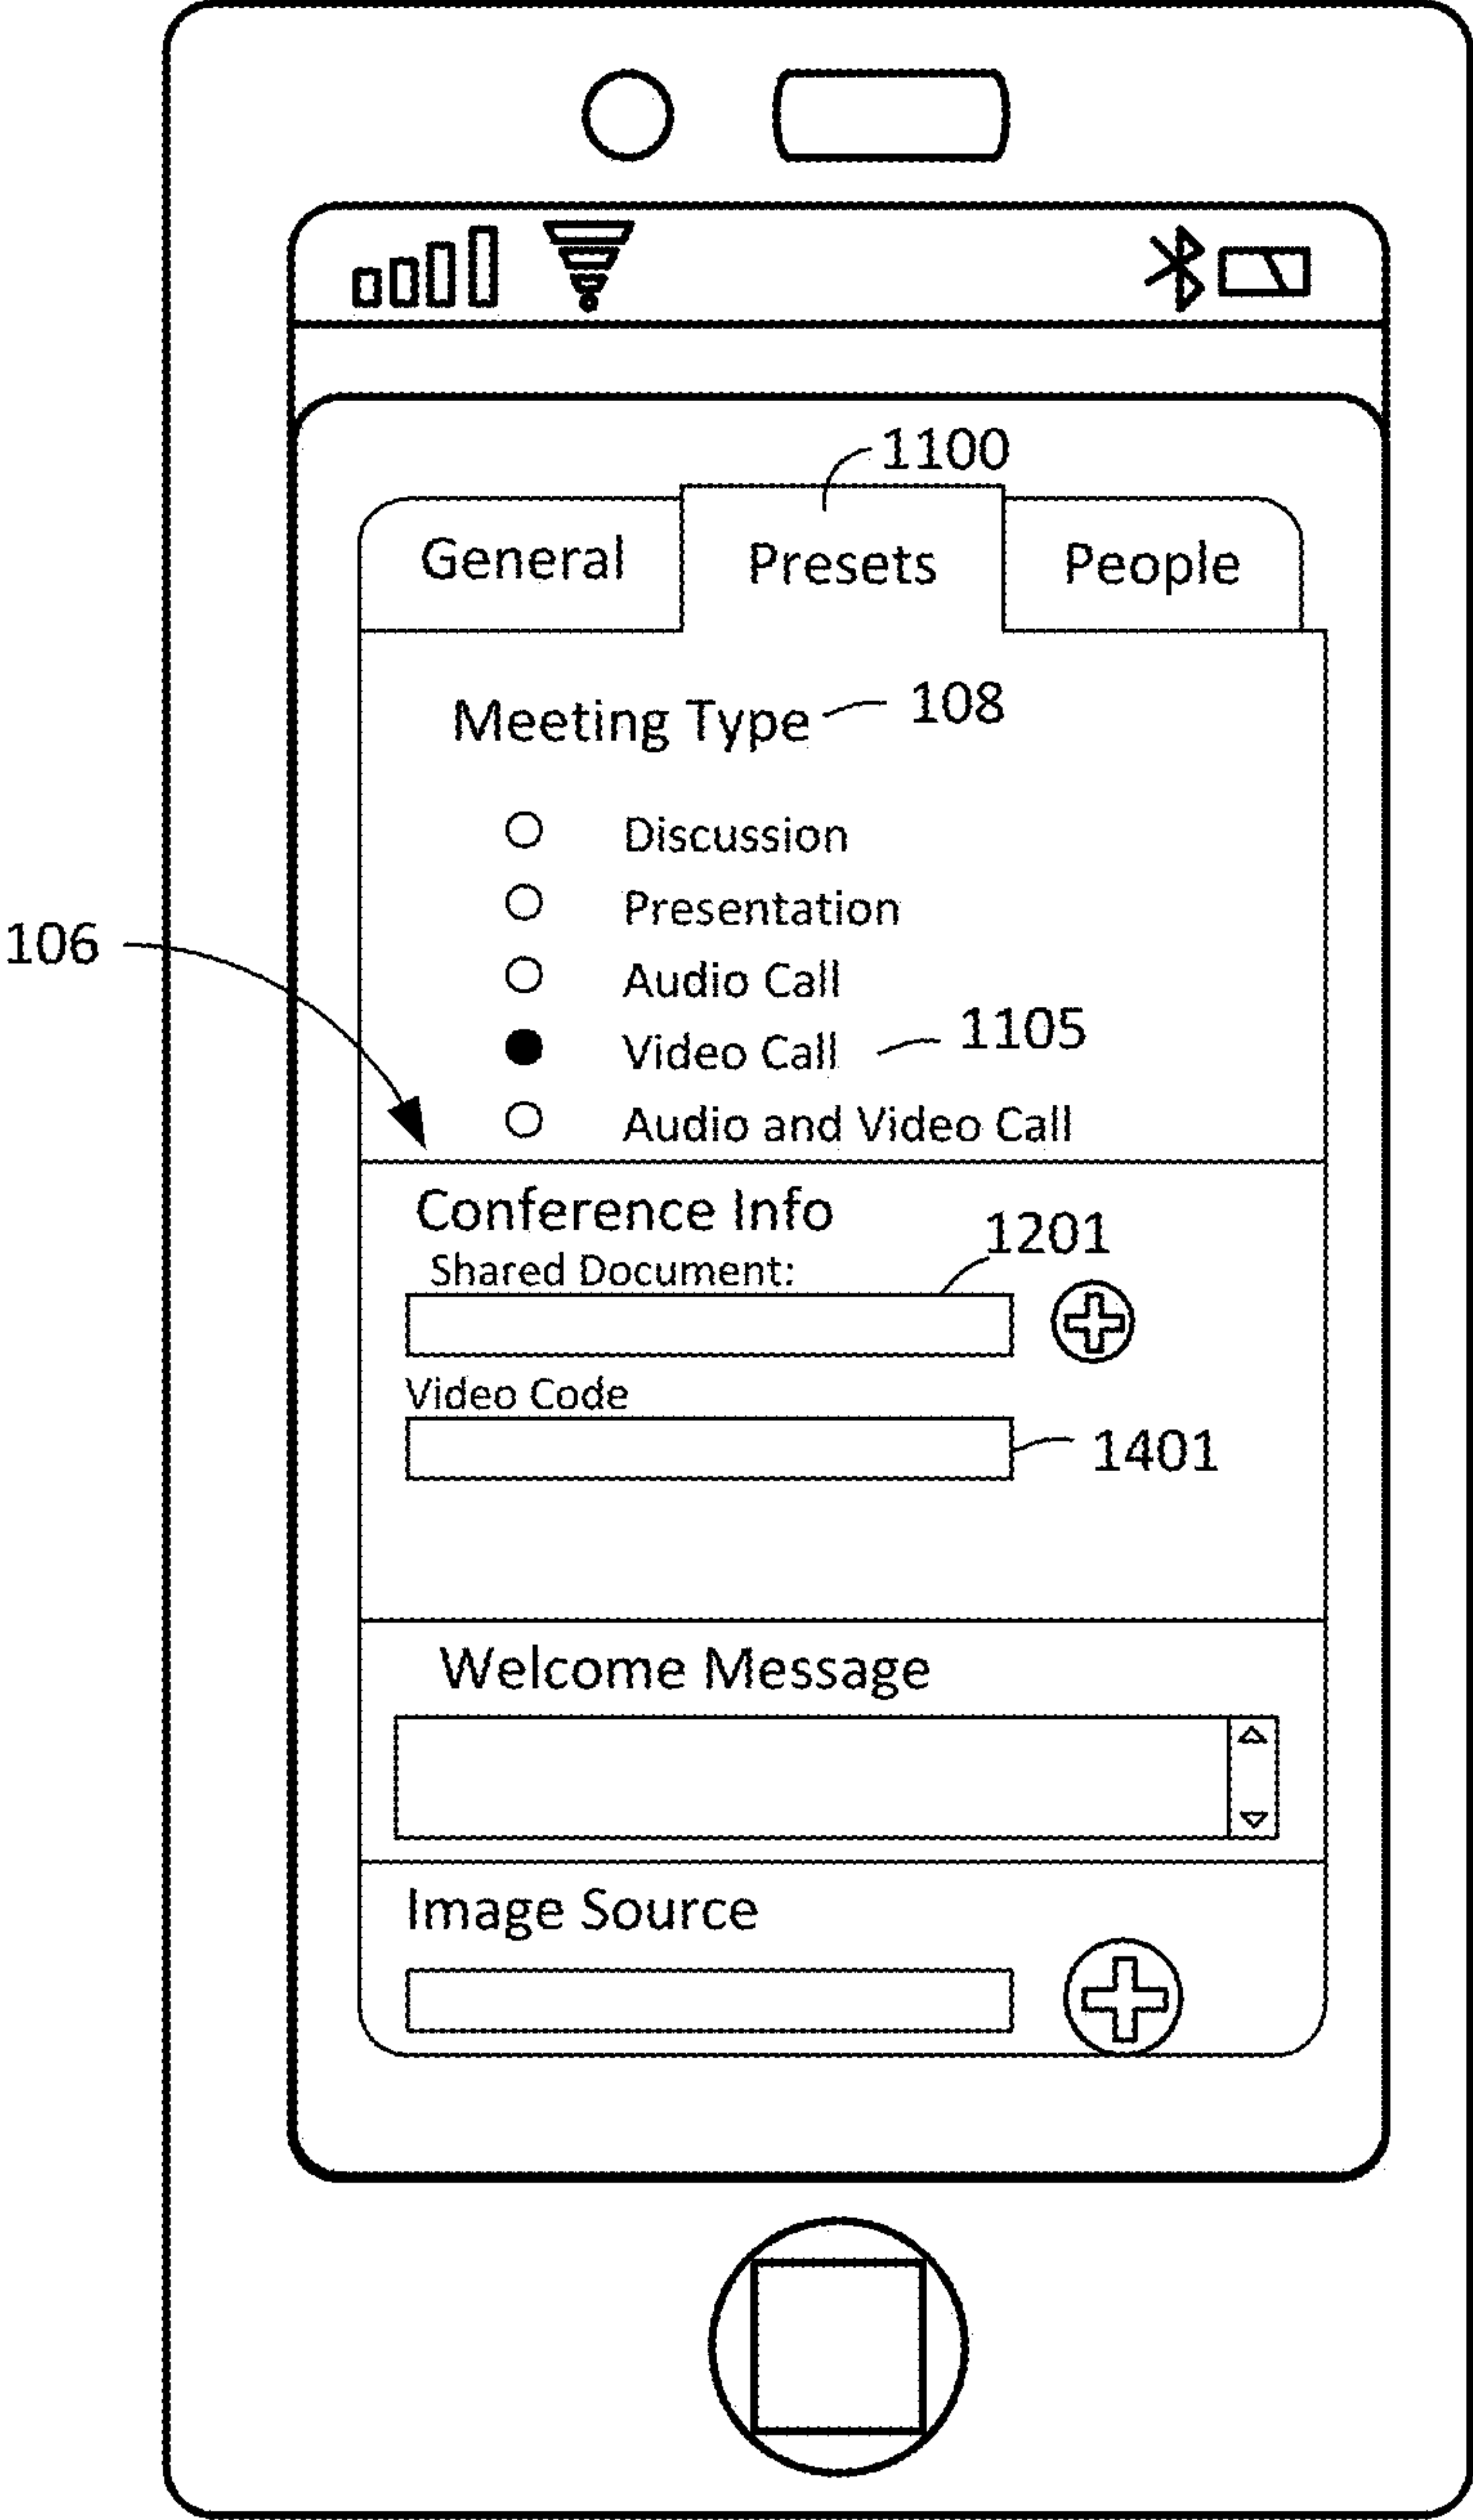 1100
General Presets People
Meeting Type 108
Discussion
Presentation
106
Audio Call
Video Call 1105
Audio and Video Call
Conference Info
1201
Shared Document:
Video Code
1401
Welcome Message
Image Source